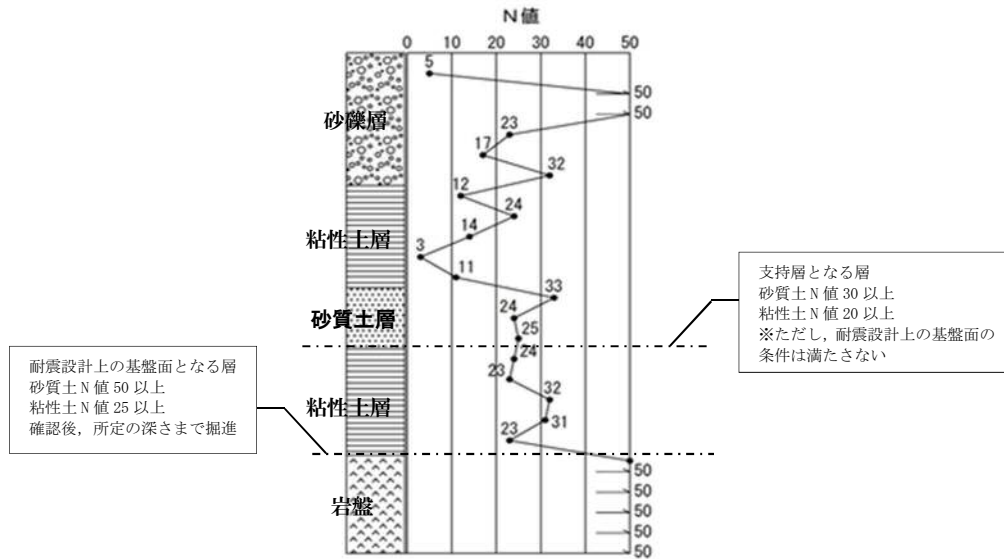 N値
0 10 20 30 40 50
5
50
50
砂礫層
23
17
32
12
24
粘性土層
14
3
11
33
砂質土層
24
25
24
23
32
粘性土層
31
23
50
50
岩盤
50
50
50
支持層となる層
砂質土N値30以上
粘性土N値20以上
※ただし，耐震設計上の基盤面の
条件は満たさない
耐震設計上の基盤面となる層
砂質土N値50以上
粘性土N値25以上
確認後，所定の深さまで掘進